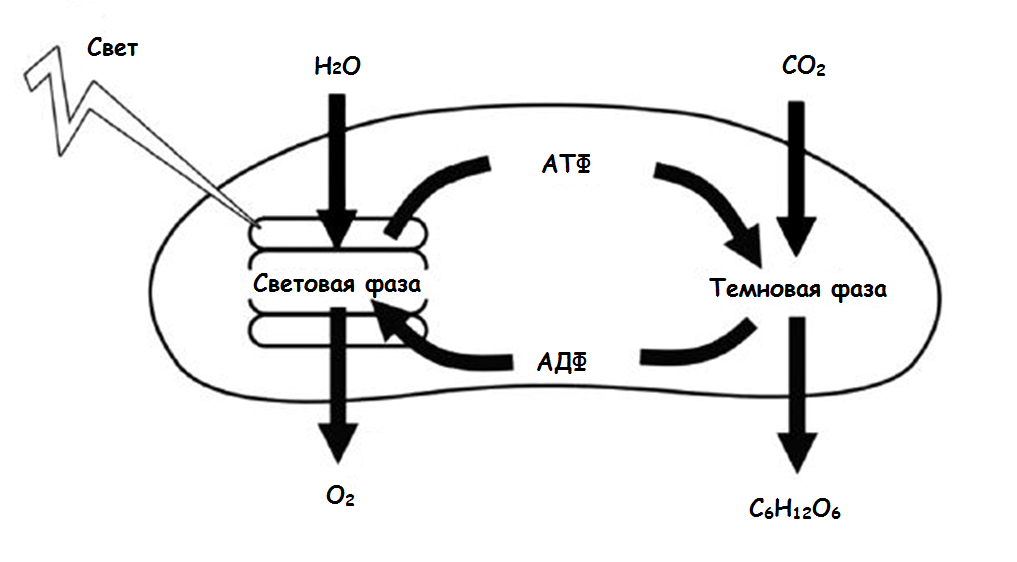 Свет
H₂O
CO₂
АТФ
Световая фаза
Темновая фаза
АДФ
O₂
C₆H₁₂O₆